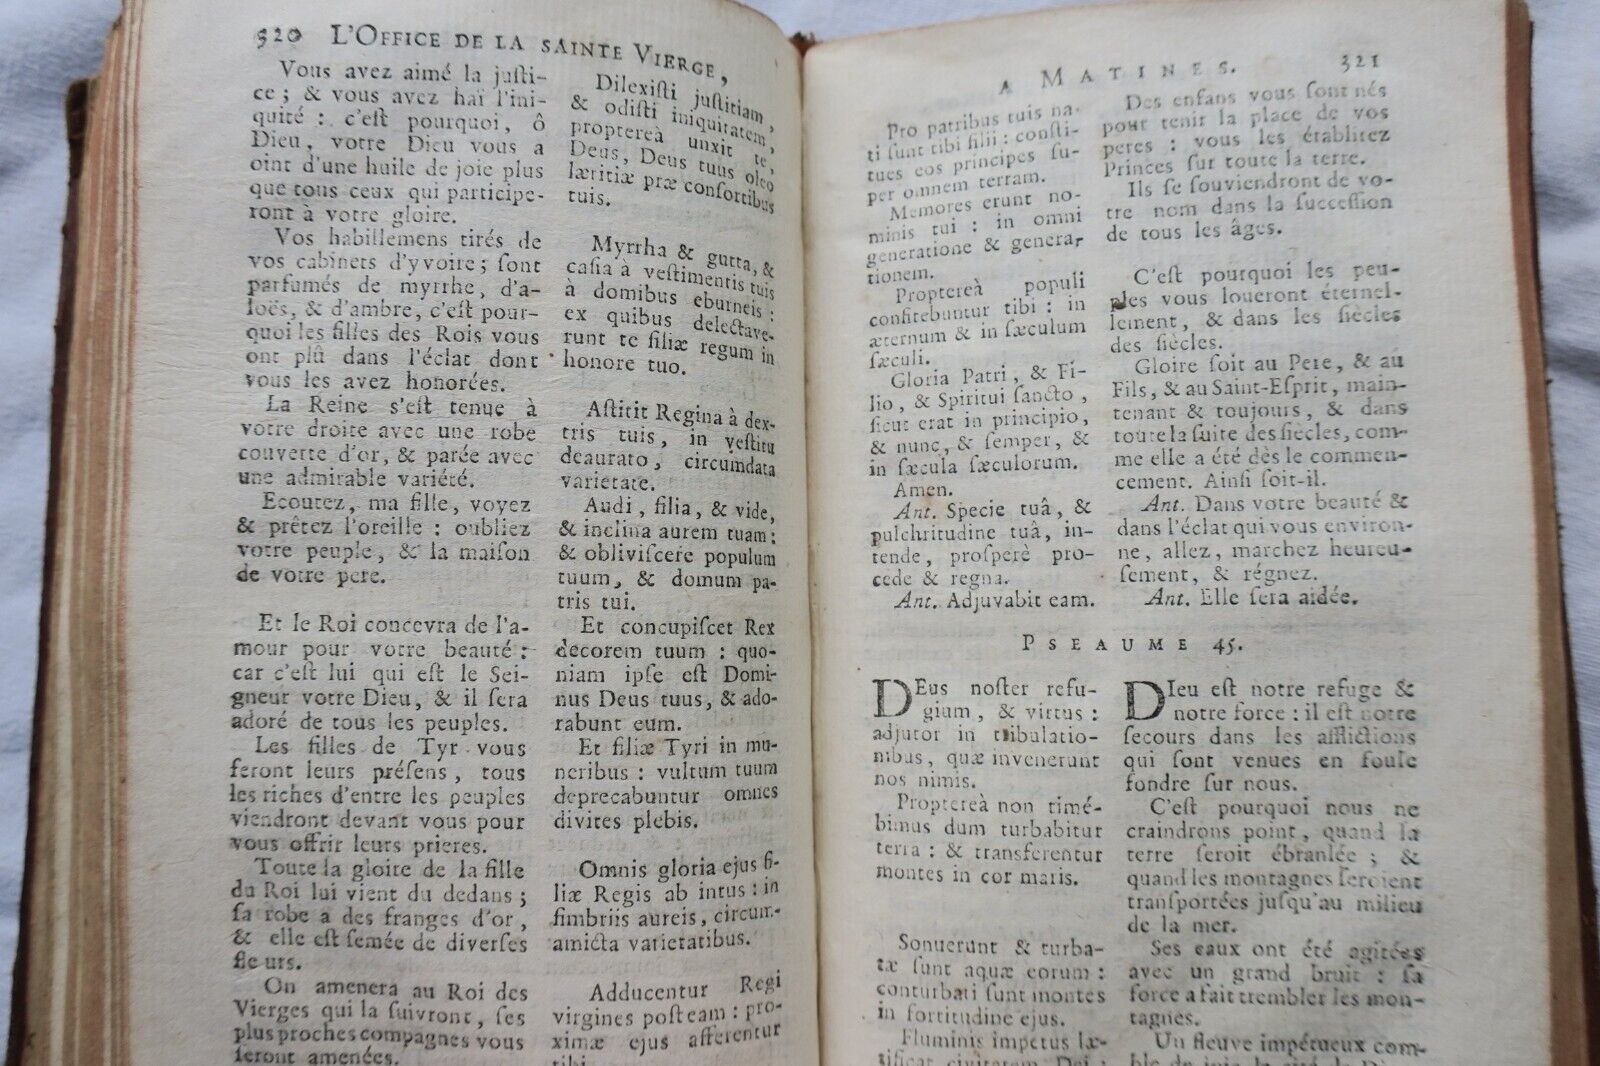 320 L'OFFICE DE LA SAINTE VIERGE,
Vous avez aimé la justi-
ce ; & vous avez haï l'ini-
quité : c'est pourquoi, ô
Dieu, votre Dieu vous a
oint d'une huile de joie plus
que tous ceux qui participe-
ront à votre gloire.
Vos habillemens tirés de
vos cabinets d'yvoire ; sont
parfumés de myrrhe, d'a-
loës, & d'ambre, c'est pour-
quoi les filles des Rois vous
ont plû dans l'éclat dont
vous les avez honorées.
La Reine s'est tenue à
votre droite avec une robe
couverte d'or, & parée avec
une admirable variété.
Ecoutez, ma fille, voyez
& prêtez l'oreille : oubliez
votre peuple, & la maison
de votre pere.
Et le Roi concevra de l'a-
mour pour votre beauté :
car c'est lui qui est le Sei-
gneur votre Dieu, & il sera
adoré de tous les peuples.
Les filles de Tyr vous
feront leurs présens, tous
les riches d'entre les peuples
viendront devant vous pour
vous offrir leurs prieres.
Toute la gloire de la fille
du Roi lui vient du dedans ;
sa robe a des franges d'or,
& elle est semée de diverses
fleurs.
On amenera au Roi des
Vierges qui la suivront, ses
plus proches compagnes vous
seront amenées.
Dilexisti justitiam,
& odisti iniquitatem,
proptereà unxit te,
Deus, Deus tuus oleo
lætitiæ præ consortibus
tuis.
Myrrha & gutta, &
casia à vestimentis tuis
à domibus eburneis :
ex quibus delectave-
runt te filiæ regum in
honore tuo.
Astitit Regina à dex-
tris tuis, in vestitu
deaurato, circumdata
varietate.
Audi, filia, & vide,
& inclina aurem tuam :
& obliviscere populum
tuum, & domum pa-
tris tui.
Et concupiscet Rex
decorem tuum : quo-
niam ipse est Domi-
nus Deus tuus, & ado-
rabunt eum.
Et filiæ Tyri in mu-
neribus : vultum tuum
deprecabuntur omnes
divites plebis.
Omnis gloria ejus fi-
liæ Regis ab intus : in
fimbriis aureis, circum-
amicta varietatibus.
Adducentur Regi
virgines post eam : pro-
ximæ ejus afferentur
tibi.
A MATINES. 321
Pro patribus tuis na-
ti sunt tibi filii : consti-
tues eos principes su-
per omnem terram.
Memores erunt no-
minis tui : in omni
generatione & genera-
tionem.
Proptereà populi
confitebuntur tibi : in
æternum & in sæculum
sæculi.
Gloria Patri, & Fi-
lio, & Spiritui sancto,
sicut erat in principio,
& nunc, & semper, &
in sæcula sæculorum.
Amen.
Ant. Specie tuâ, &
pulchritudine tuâ, in-
tende, prosperè pro-
cede & regna.
Ant. Adjuvabit eam.
Des enfans vous sont nés
pour tenir la place de vos
peres : vous les établirez
Princes sur toute la terre.
Ils se souviendront de vo-
tre nom dans la succession
de tous les âges.
C'est pourquoi les peu-
ples vous loueront éternel-
lement, & dans les siècles
des siècles.
Gloire soit au Pere, & au
Fils, & au Saint-Esprit, main-
tenant & toujours, & dans
toute la suite des siècles, com-
me elle a été dès le commen-
cement. Ainsi soit-il.
Ant. Dans votre beauté &
dans l'éclat qui vous environ-
ne, allez, marchez heureu-
sement, & régnez.
Ant. Elle sera aidée.
PSEAUME 45.
DEus noster refu-
gium, & virtus :
adjutor in tribulatio-
nibus, quæ invenerunt
nos nimis.
Proptereà non timé-
bimus dum turbabitur
terra : & transferentur
montes in cor maris.
Sonuerunt & turba-
tæ sunt aquæ eorum :
conturbati sunt montes
in fortitudine ejus.
Fluminis impetus læ-
tificat civitatem Dei :
DIeu est notre refuge &
notre force : il est notre
secours dans les afflictions
qui sont venues en foule
fondre sur nous.
C'est pourquoi nous ne
craindrons point, quand la
terre seroit ébranlée ; &
quand les montagnes seroient
transportées jusqu'au milieu
de la mer.
Ses eaux ont été agitées
avec un grand bruit : sa
force a fait trembler les mon-
tagnes.
Un fleuve impétueux com-
ble de joie la cité de